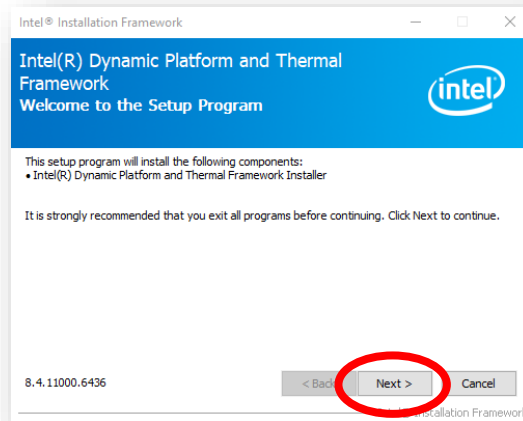 Intel® Installation Framework
Intel(R) Dynamic Platform and Thermal
Framework
Welcome to the Setup Program
intel
This setup program will install the following components:
• Intel(R) Dynamic Platform and Thermal Framework Installer
It is strongly recommended that you exit all programs before continuing. Click Next to continue.
8.4.11000.6436
< Back
Next >
Cancel
Installation Framework